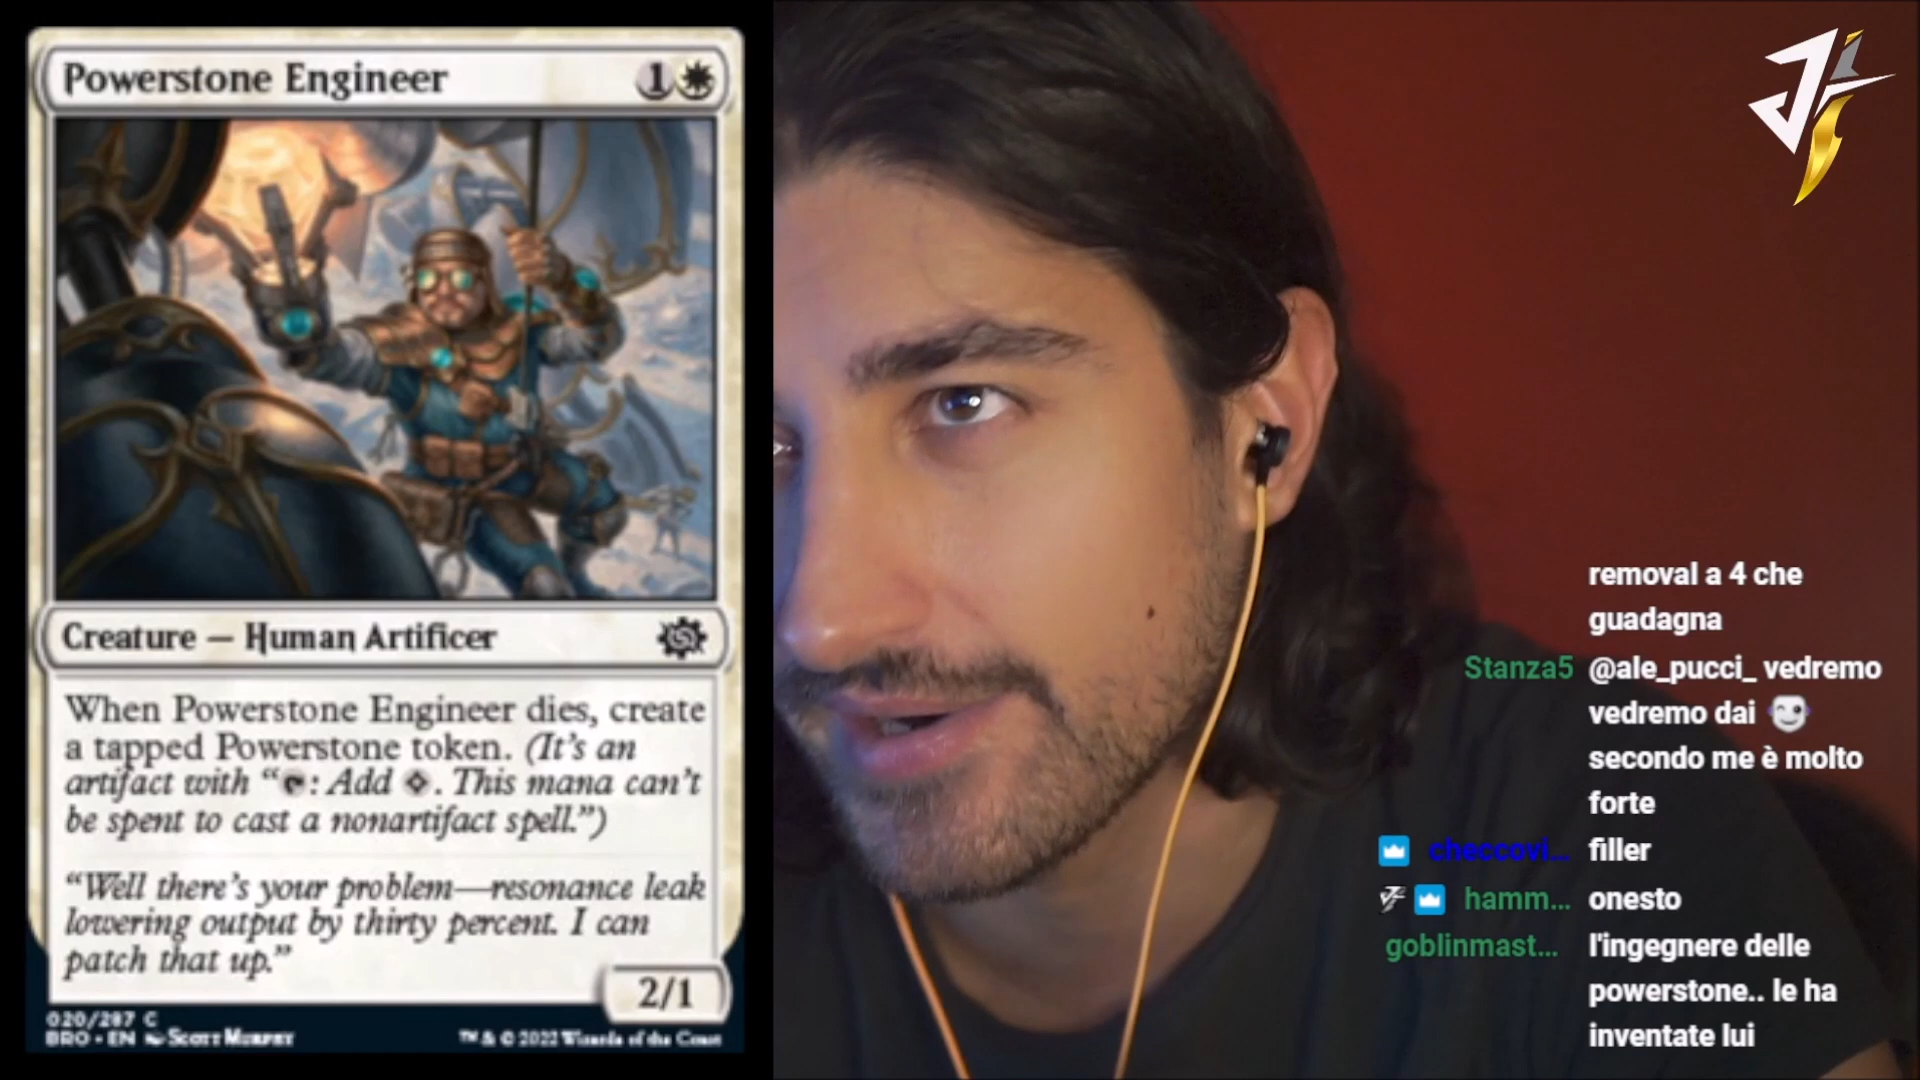 Powerstone Engineer 1
Creature — Human Artificer
When Powerstone Engineer dies, create
a tapped Powerstone token. (It's an
artifact with “: Add . This mana can't
be spent to cast a nonartifact spell.”)
“Well there's your problem—resonance leak
lowering output by thirty percent. I can
patch that up.”
2/1
020/287 C
BRO • EN Scott Murphy
™ & © 2022 Wizards of the Coast
removal a 4 che
guadagna
Stanza5 @ale_pucci_ vedremo
vedremo dai
secondo me è molto
forte
checcovi... filler
hamm... onesto
goblinmast... l'ingegnere delle
powerstone.. le ha
inventate lui